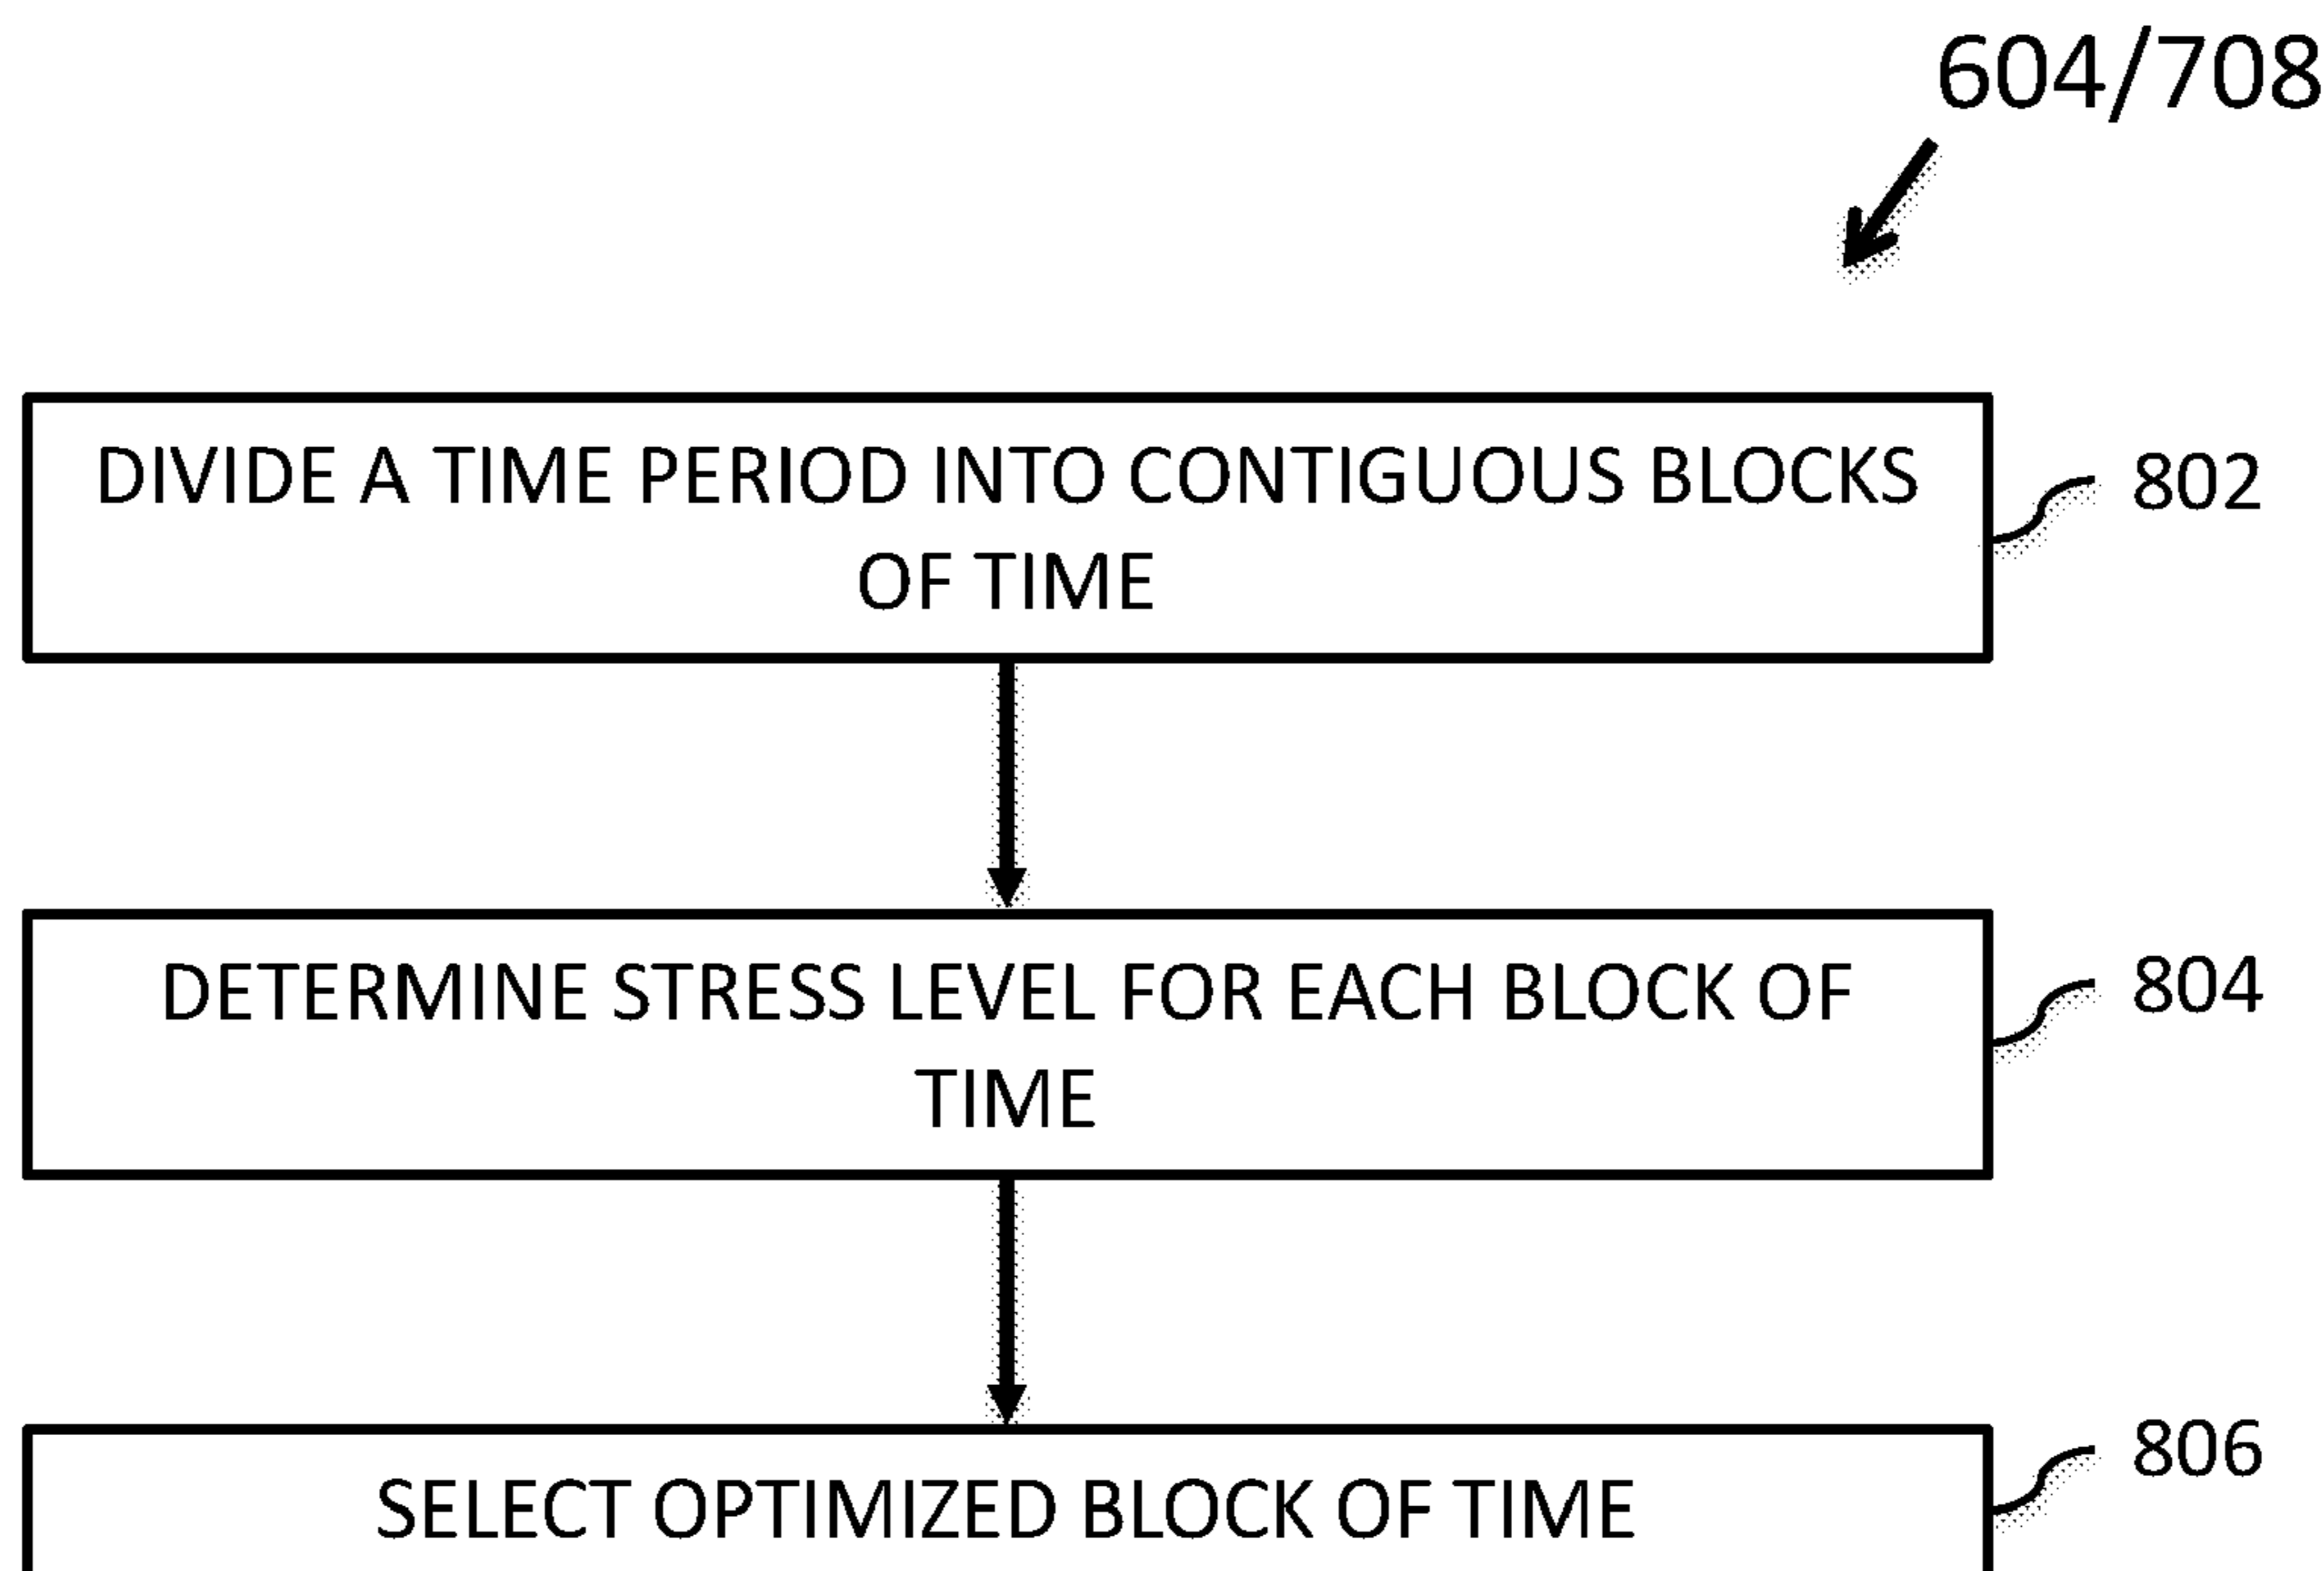 604/708
DIVIDE A TIME PERIOD INTO CONTIGUOUS BLOCKS
OF TIME
802
DETERMINE STRESS LEVEL FOR EACH BLOCK OF
TIME
804
SELECT OPTIMIZED BLOCK OF TIME
806